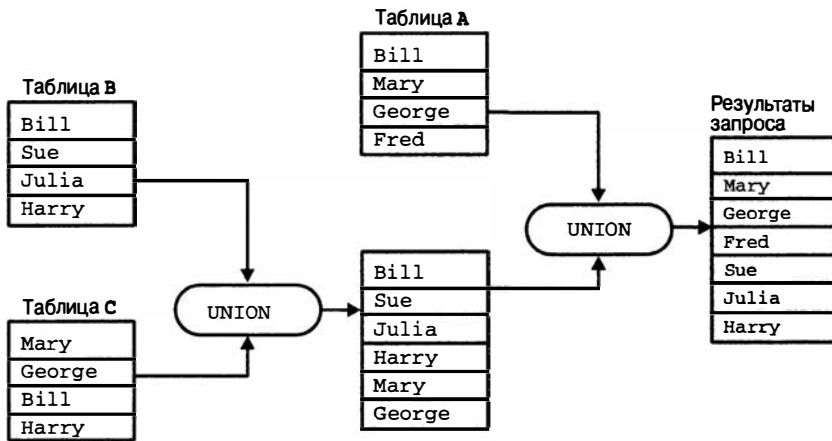 Таблица A
Bill
Mary
George
Fred
Таблица B
Bill
Sue
Julia
Harry
Таблица C
Mary
George
Bill
Harry
UNION
Bill
Sue
Julia
Harry
Mary
George
UNION
Результаты
запроса
Bill
Mary
George
Fred
Sue
Julia
Harry